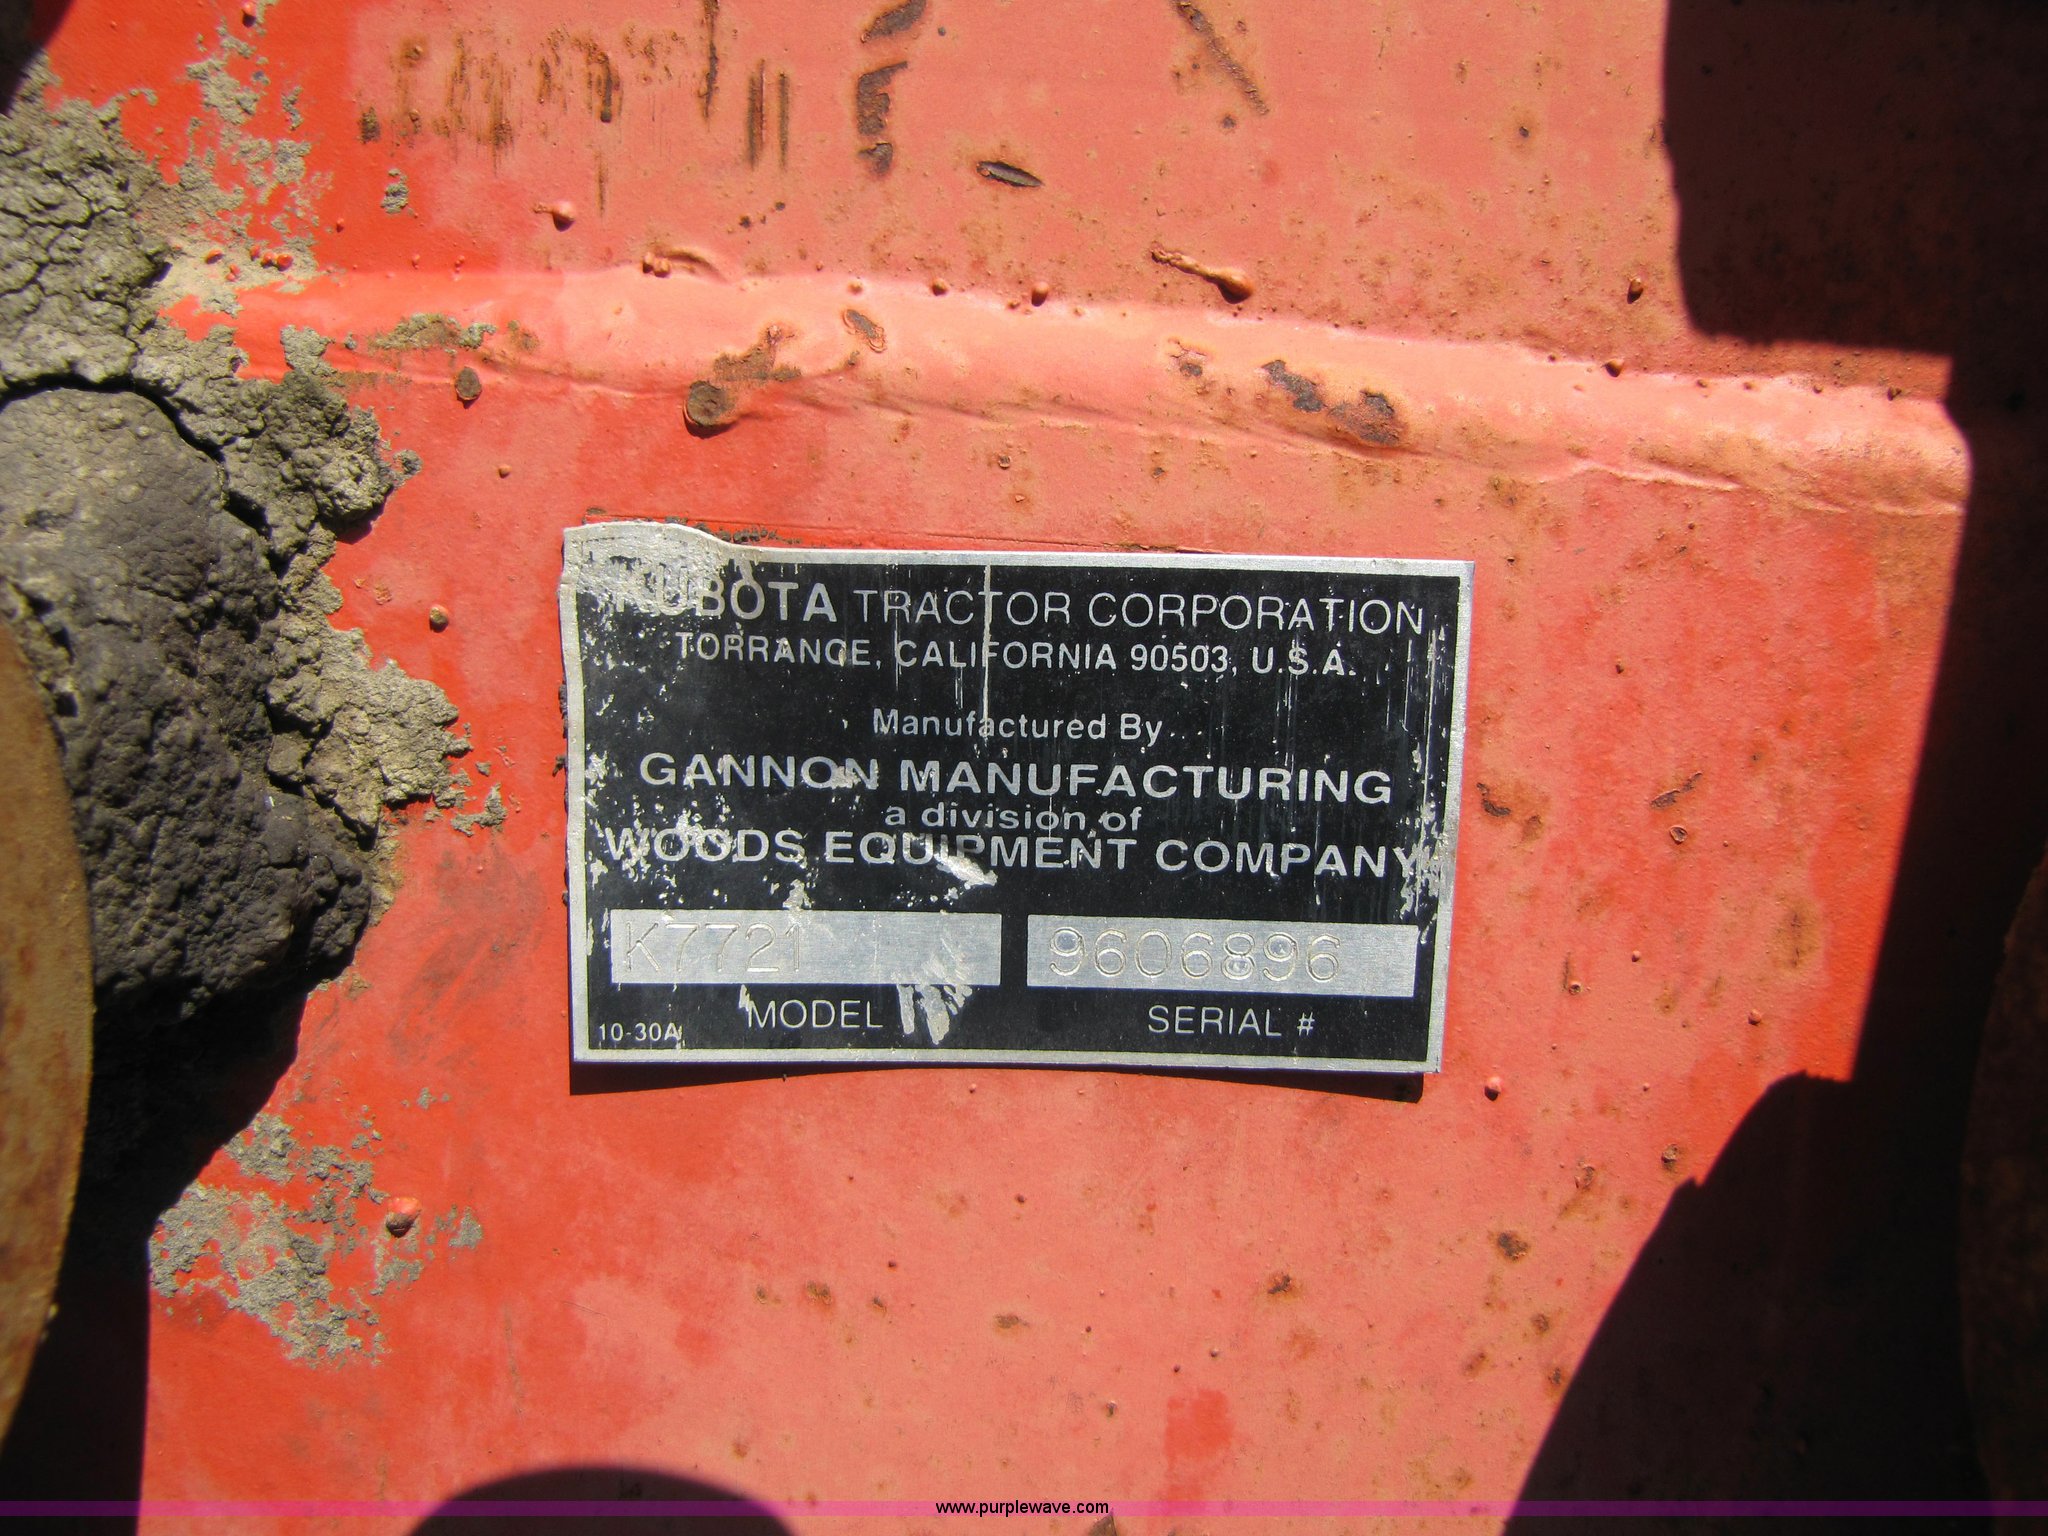 KUBOTA TRACTOR CORPORATION
TORRANCE, CALIFORNIA 90503, U.S.A.
Manufactured By
GANNON MANUFACTURING
a division of
WOODS EQUIPMENT COMPANY
K7721 9606896
MODEL SERIAL #
10-30A
www.purplewave.com